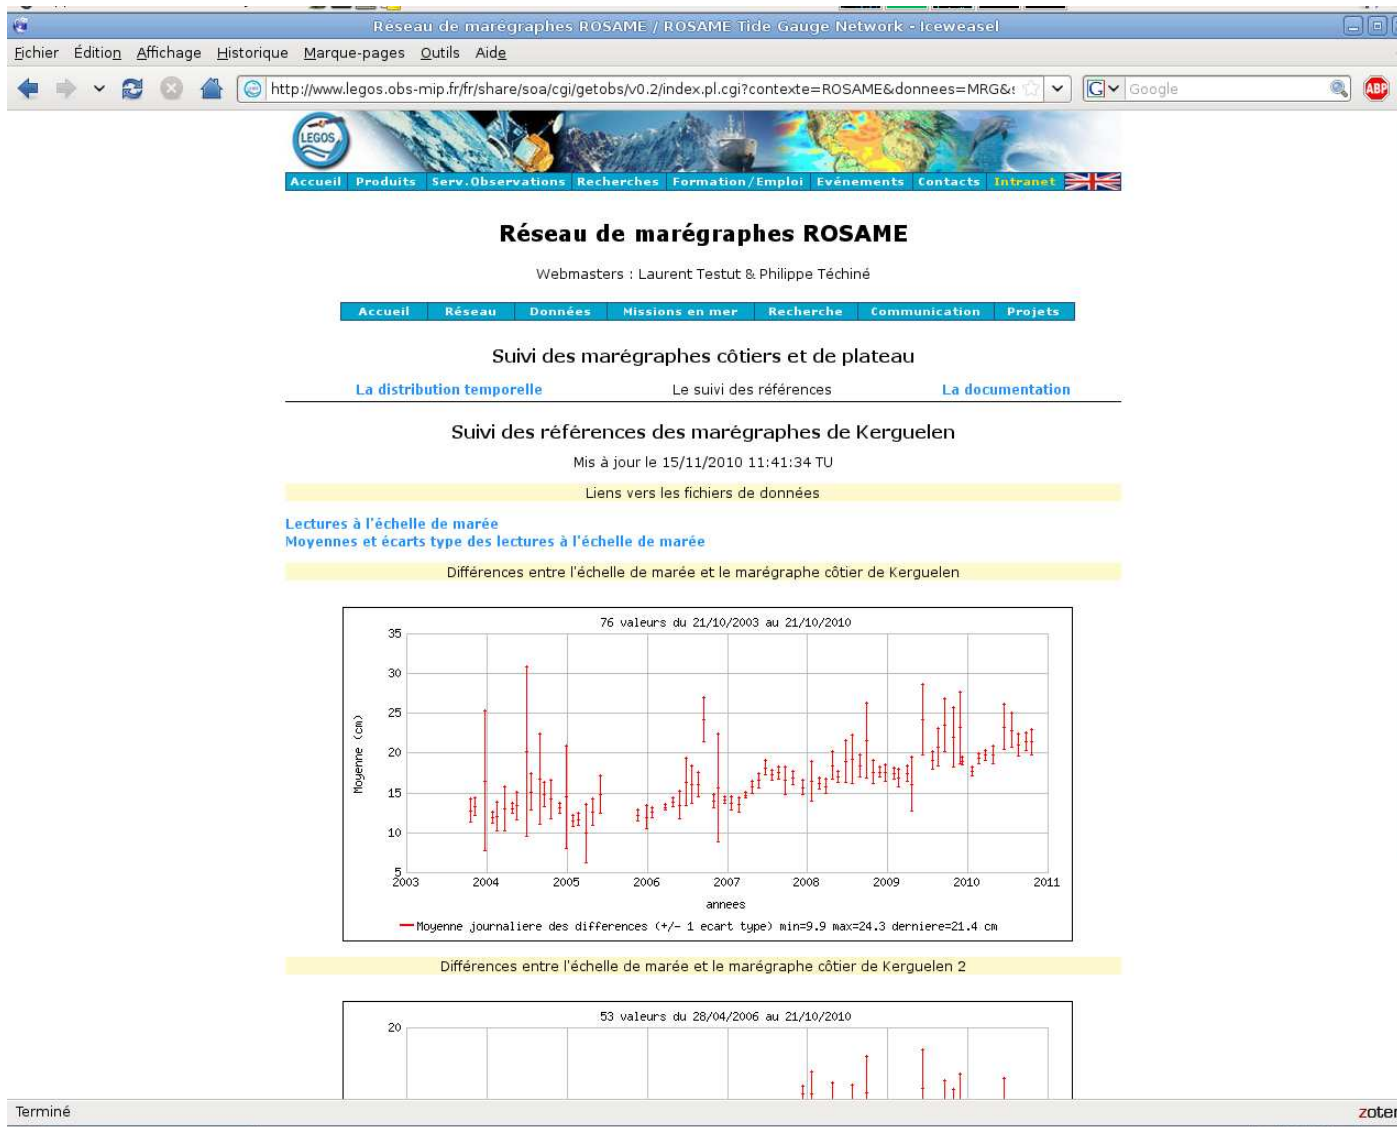 Réseau de marégraphes ROSAME / ROSAME Tide Gauge Network - Iceweasel
Fichier Édition Affichage Historique Marque-pages Outils Aide
http://www.legos.obs-mip.fr/fr/share/soa/cgi/getobs/v0.2/index.pl.cgi?contexte=ROSAME&donnees=MRG& G Google ABP
LEGOS
Accueil Produits Serv.Observations Recherches Formation/Emploi Evénements Contacts Intranet
Réseau de marégraphes ROSAME
Webmasters : Laurent Testut & Philippe Téchiné
Accueil Réseau Données Missions en mer Recherche Communication Projets
Suivi des marégraphes côtiers et de plateau
La distribution temporelle Le suivi des références La documentation
Suivi des références des marégraphes de Kerguelen
Mis à jour le 15/11/2010 11:41:34 TU
Liens vers les fichiers de données
Lectures à l'échelle de marée
Moyennes et écarts type des lectures à l'échelle de marée
Différences entre l'échelle de marée et le marégraphe côtier de Kerguelen
76 valeurs du 21/10/2003 au 21/10/2010
35
30
25
20
15
10
5
Moyenne (cm)
2003 2004 2005 2006 2007 2008 2009 2010 2011
annees
Moyenne journaliere des differences (+/- 1 ecart type) min=9.9 max=24.3 derniere=21.4 cm
Différences entre l'échelle de marée et le marégraphe côtier de Kerguelen 2
53 valeurs du 28/04/2006 au 21/10/2010
20
Terminé zoter